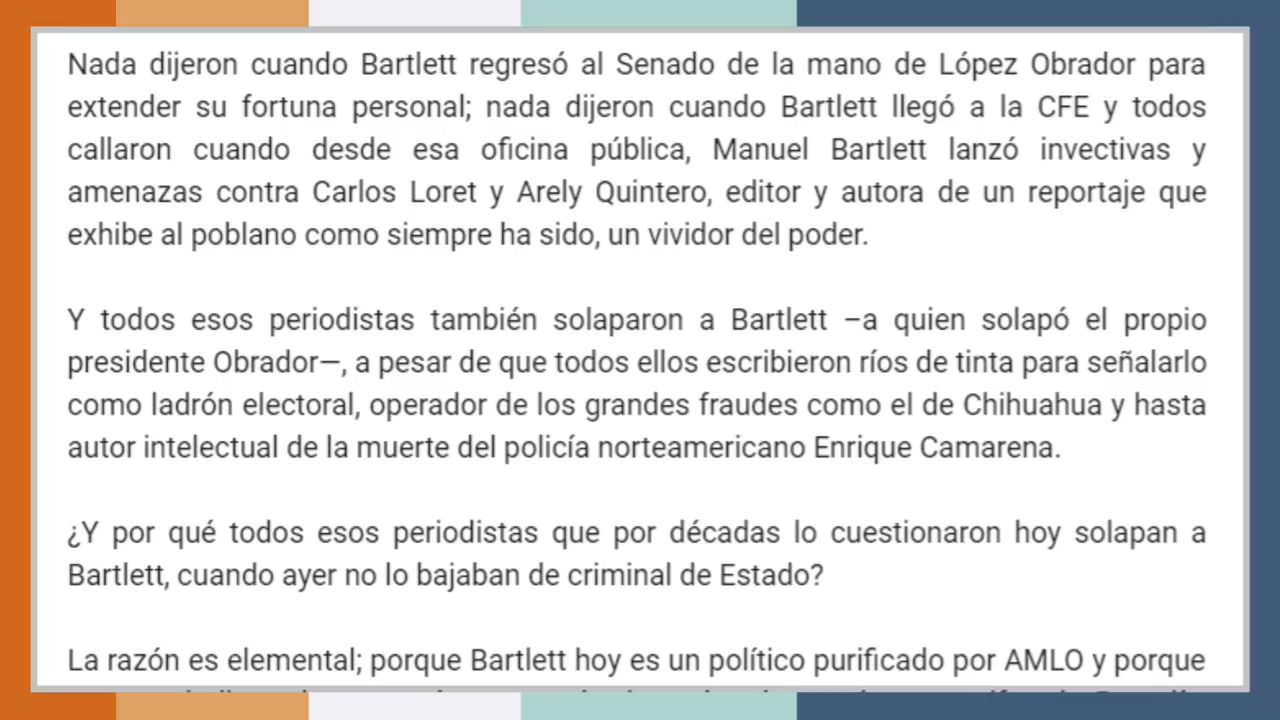 Nada dijeron cuando Bartlett regresó al Senado de la mano de López Obrador para
extender su fortuna personal; nada dijeron cuando Bartlett llegó a la CFE y todos
callaron cuando desde esa oficina pública, Manuel Bartlett lanzó invectivas y
amenazas contra Carlos Loret y Arely Quintero, editor y autora de un reportaje que
exhibe al poblano como siempre ha sido, un vividor del poder.
Y todos esos periodistas también solaparon a Bartlett –a quien solapó el propio
presidente Obrador—, a pesar de que todos ellos escribieron ríos de tinta para señalarlo
como ladrón electoral, operador de los grandes fraudes como el de Chihuahua y hasta
autor intelectual de la muerte del policía norteamericano Enrique Camarena.
¿Y por qué todos esos periodistas que por décadas lo cuestionaron hoy solapan a
Bartlett, cuando ayer no lo bajaban de criminal de Estado?
La razón es elemental; porque Bartlett hoy es un político purificado por AMLO y porque